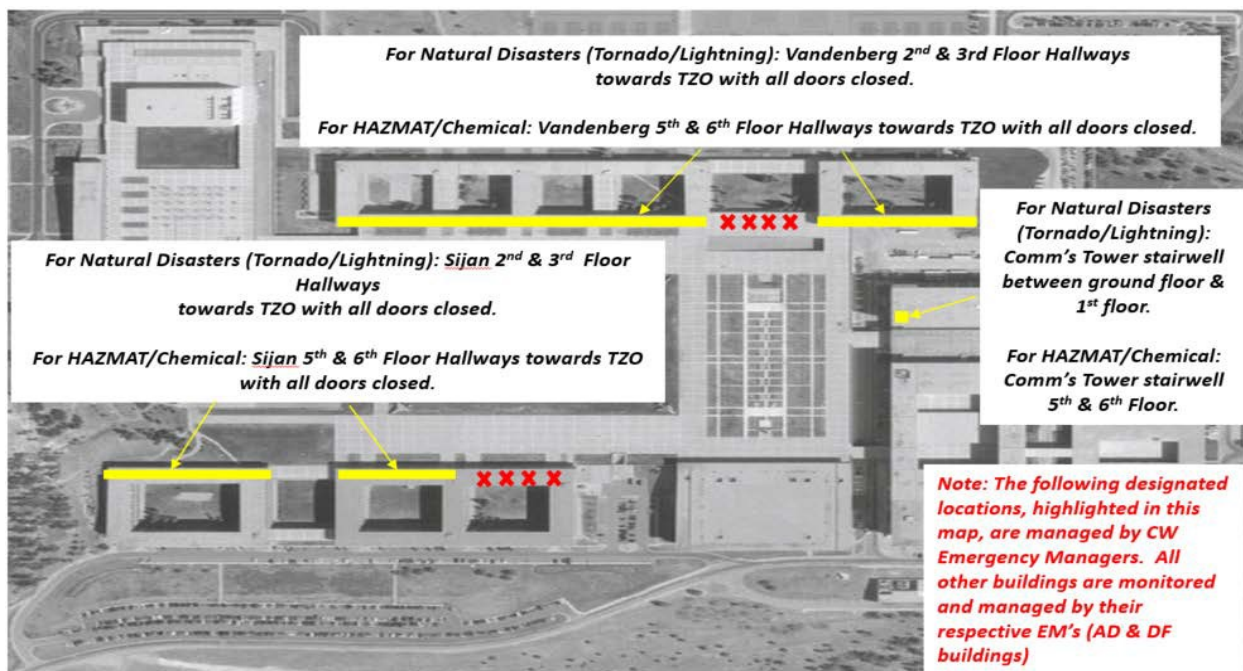 For Natural Disasters (Tornado/Lightning): Vandenberg 2nd & 3rd Floor Hallways
towards TZO with all doors closed.
For HAZMAT/Chemical: Vandenberg 5th & 6th Floor Hallways towards TZO with all doors closed.
For Natural Disasters (Tornado/Lightning): Sijan 2nd & 3rd Floor
Hallways
towards TZO with all doors closed.
For HAZMAT/Chemical: Sijan 5th & 6th Floor Hallways towards TZO
with all doors closed.
For Natural Disasters
(Tornado/Lightning):
Comm’s Tower stairwell
between ground floor &
1st floor.
For HAZMAT/Chemical:
Comm’s Tower stairwell
5th & 6th Floor.
Note: The following designated
locations, highlighted in this
map, are managed by CW
Emergency Managers. All
other buildings are monitored
and managed by their
respective EM’s (AD & DF
buildings)